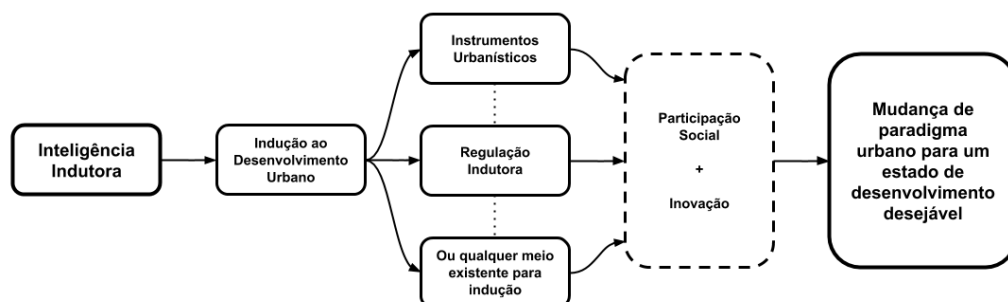 Inteligência
Indutora
Indução ao
Desenvolvimento
Urbano
Instrumentos
Urbanísticos
Regulação
Indutora
Ou qualquer meio
existente para
indução
Participação
Social
+
Inovação
Mudança de
paradigma
urbano para um
estado de
desenvolvimento
desejável